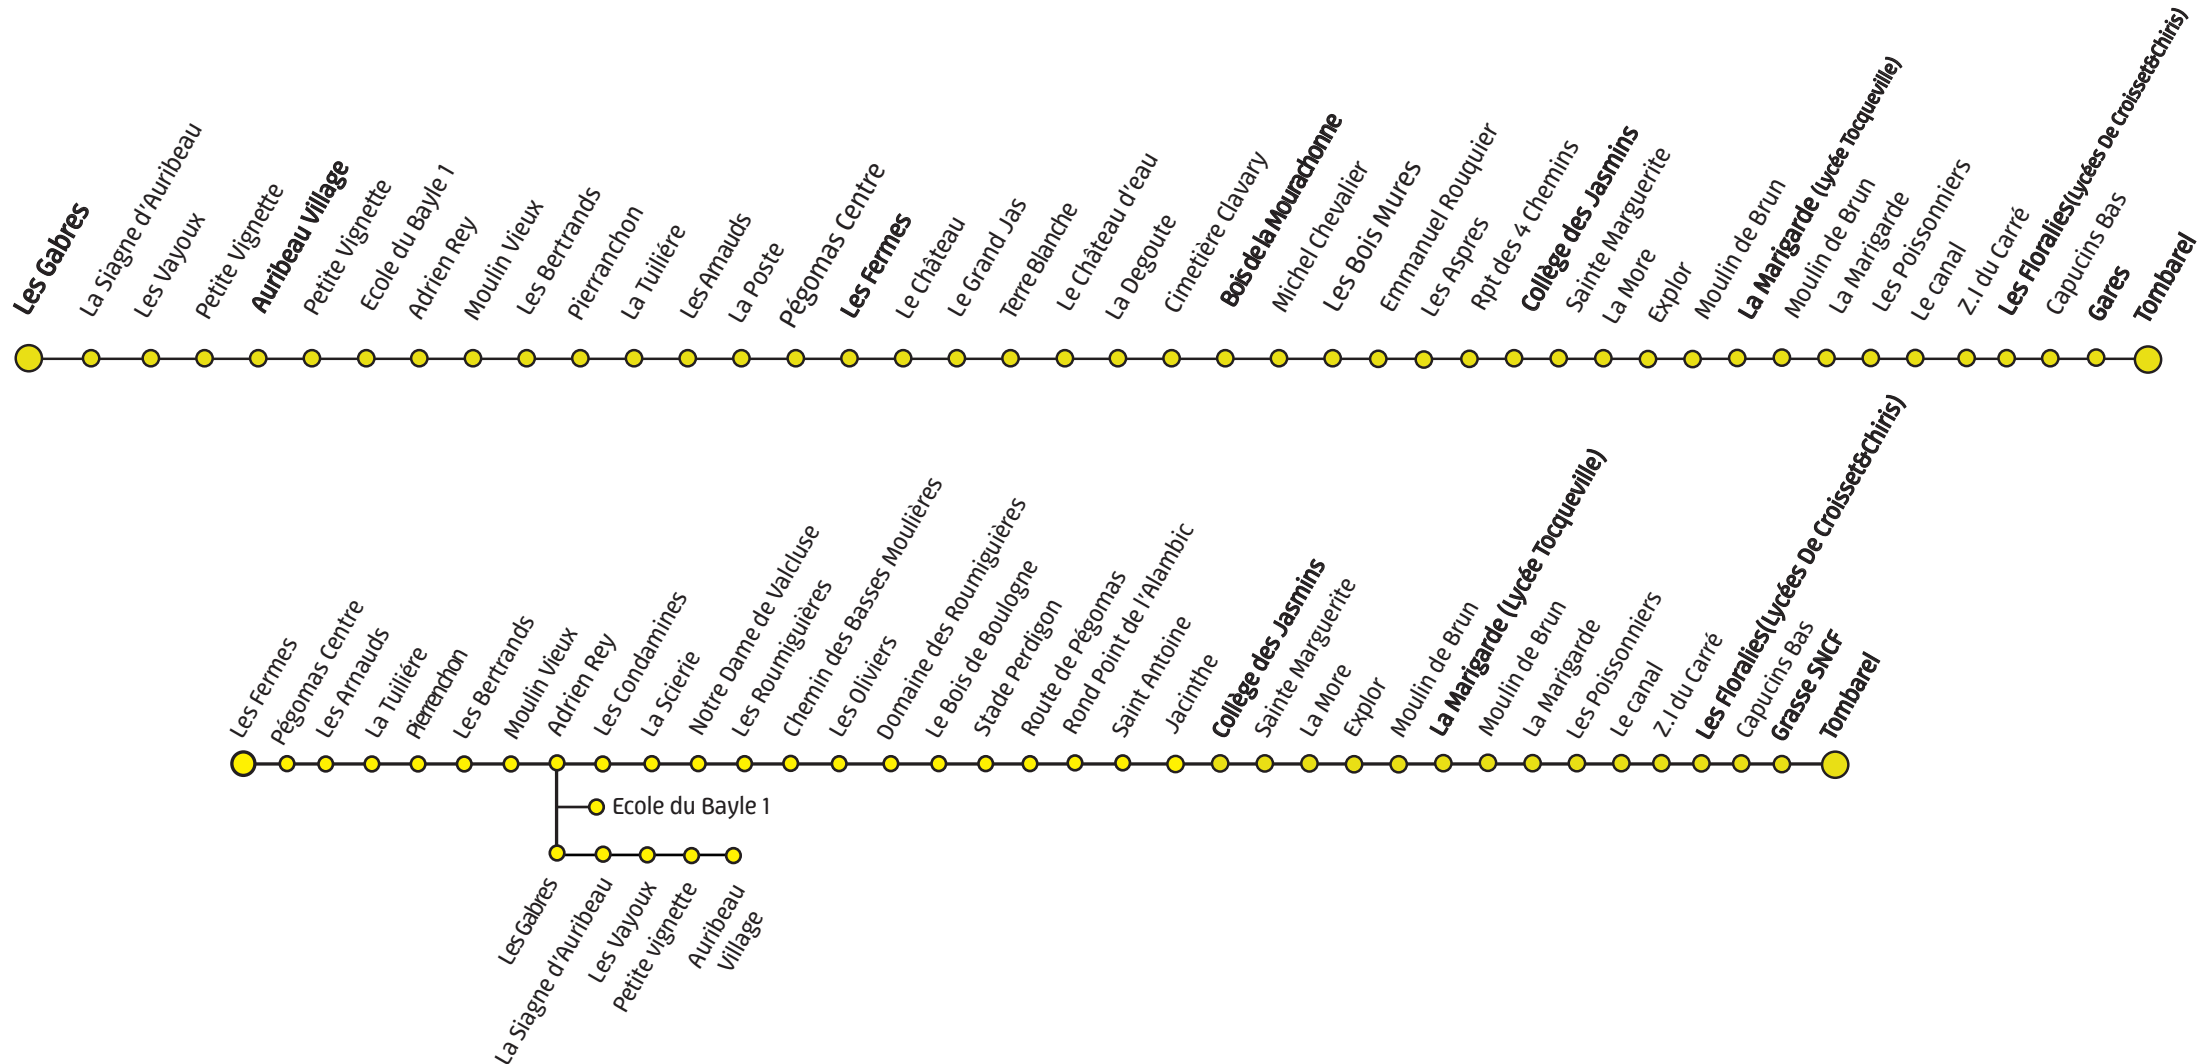 Les Gabres
La Siagne d'Auribeau
Les Vayoux
Petite Vignette
Auribeau Village
Petite Vignette
Ecole du Bayle 1
Adrien Rey
Moulin Vieux
Les Bertrands
Pierranchon
La Tuiliére
Les Arnauds
La Poste
Pégomas Centre
Les Fermes
Le Château
Le Grand Jas
Terre Blanche
Le Château d'eau
La Degoute
Cimetière Clavary
Bois de la Mourachonne
Michel Chevalier
Les Bois Mures
Emmanuel Rouquier
Les Aspres
Rpt des 4 Chemins
Collège des Jasmins
Sainte Marguerite
La More
Explor
Moulin de Brun
La Marigarde (Lycée Tocqueville)
Moulin de Brun
La Marigarde
Les Poissonniers
Le canal
Z.I du Carré
Les Floralies(Lycées De Croisset&Chiris)
Capucins Bas
Gares
Tombarel
Les Fermes
Pégomas Centre
Les Arnauds
La Tuiliére
Pierrenchon
Les Bertrands
Moulin Vieux
Adrien Rey
Les Condamines
La Scierie
Notre Dame de Valcluse
Les Roumiguières
Chemin des Basses Moulières
Les Oliviers
Domaine des Roumiguières
Le Bois de Boulogne
Stade Perdigon
Route de Pégomas
Rond Point de l'Alambic
Saint Antoine
Jacinthe
Collège des Jasmins
Sainte Marguerite
La More
Explor
Moulin de Brun
La Marigarde (Lycée Tocqueville)
Moulin de Brun
La Marigarde
Les Poissonniers
Le canal
Z.I du Carré
Les Floralies(Lycées De Croisset&Chiris)
Capucins Bas
Grasse SNCF
Tombarel
Ecole du Bayle 1
Les Gabres
La Siagne d'Auribeau
Les Vayoux
Petite vignette
Auribeau
Village